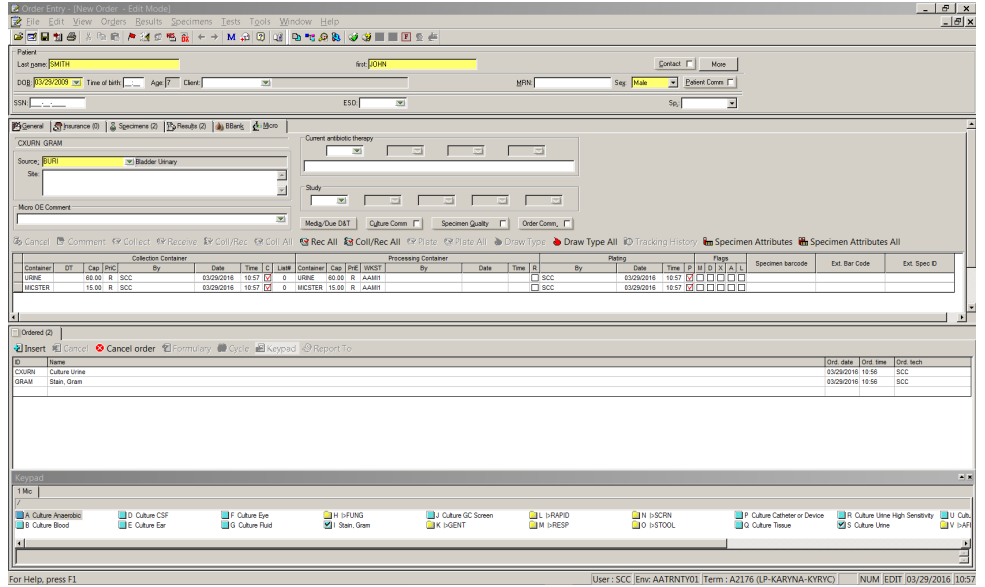 Order Entry - [New Order - Edit Mode]
File Edit View Orders Results Specimens Tests Tools Window Help
Patient
Last name: SMITH first: JOHN Contact More
DOB: 03/29/2009 Time of birth: __:__ Age: 7 Client: MRN: Sex: Male Patient Comm
SSN: ___-__-____ ESD: Sp.:
General Insurance (0) Specimens (2) Results (2) BBank Micro
CXURN GRAM
Current antibiotic therapy
Source: BURI Bladder Urinary
Site:
Study
Micro OE Comment
Media/Due D&T Culture Comm Specimen Quality Order Comm.
Cancel Comment Collect Receive Coll/Rec Coll All Rec All Coll/Rec All Plate Plate All Draw Type Draw Type All Tracking History Specimen Attributes Specimen Attributes All
Collection Container Processing Container Plating Flags Specimen barcode Ext. Bar Code Ext. Spec ID
Container DT Cap PriC By Date Time C List# Container Cap PriE WKST By Date Time R By Date Time P M D X A L
URINE 60.00 R SCC 03/29/2016 10:57 0 URINE 60.00 R AAMI1 SCC 03/29/2016 10:57
MICSTER 15.00 R SCC 03/29/2016 10:57 0 MICSTER 15.00 R AAMI1 SCC 03/29/2016 10:57
Ordered (2)
Insert Cancel Cancel order Formulary Cycle Keypad Report To
ID Name Ord. date Ord. time Ord. tech
CXURN Culture Urine 03/29/2016 10:56 SCC
GRAM Stain, Gram 03/29/2016 10:56 SCC
Keypad
1 Mic
/
A Culture Anaerobic D Culture CSF F Culture Eye H >FUNG J Culture GC Screen L >RAPID N >SCRN P Culture Catheter or Device R Culture Urine High Sensitivity U Cultu
B Culture Blood E Culture Ear G Culture Fluid I Stain, Gram K >GENT M >RESP O >STOOL Q Culture Tissue S Culture Urine V >AFI
For Help, press F1 User : SCC Env: AATRNTY01 Term : A2176 (LP-KARYNA-KYRYC) NUM EDIT 03/29/2016 10:57